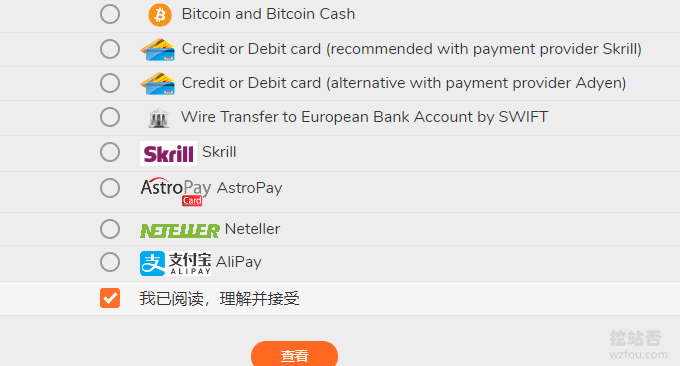 Bitcoin and Bitcoin Cash
Credit or Debit card (recommended with payment provider Skrill)
Credit or Debit card (alternative with payment provider Adyen)
Wire Transfer to European Bank Account by SWIFT
Skrill Skrill
AstroPay Card AstroPay
NETELLER Neteller
支付宝 ALIPAY AliPay
我已阅读，理解并接受
查看
挖站否
wzfou.com